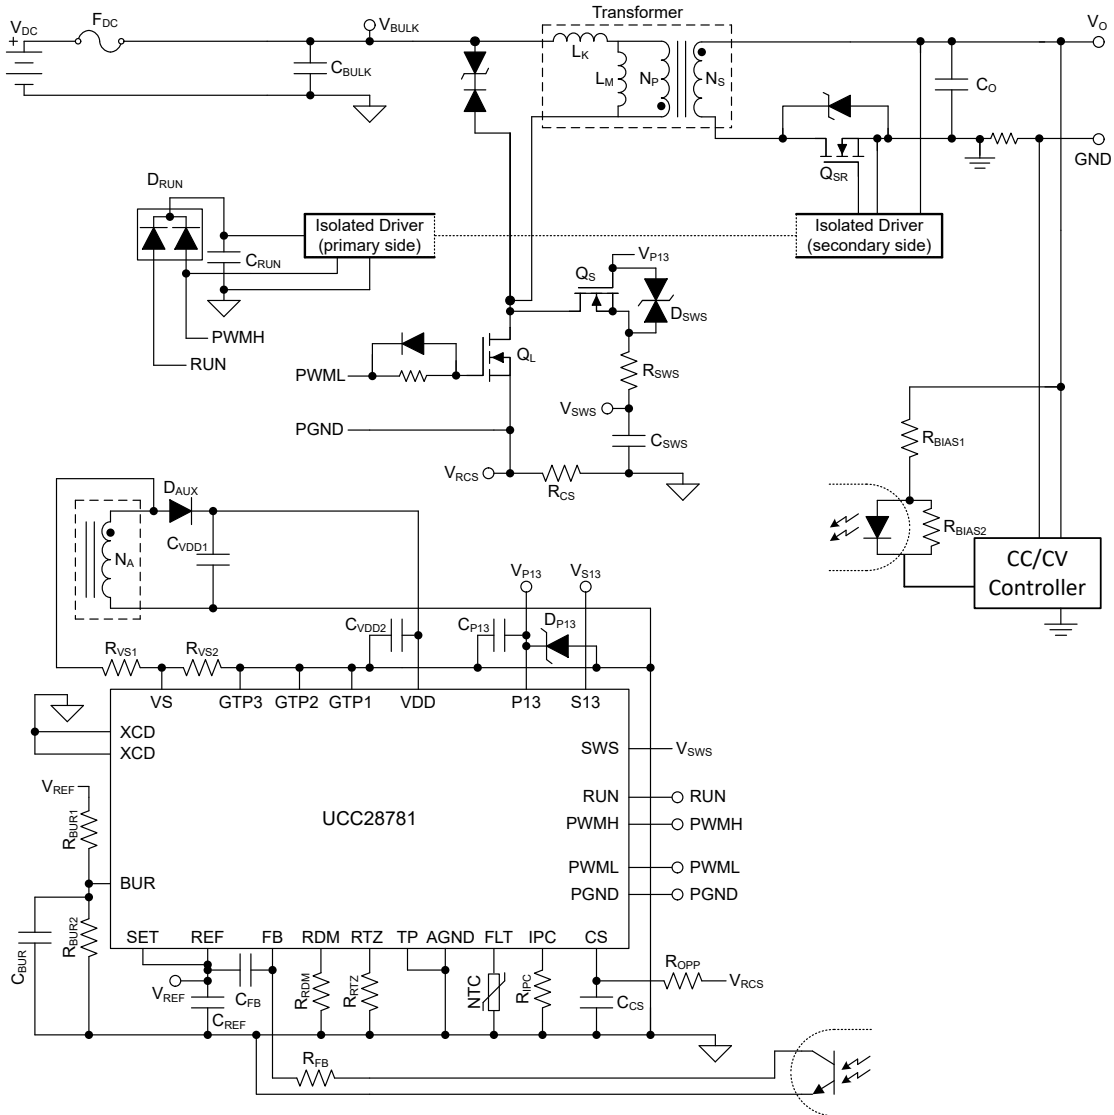 Transformer
V_DC
F_DC
V_BULK
V_O
+
C_BULK
L_K
L_M
N_P
N_S
C_O
Q_SR
GND
D_RUN
C_RUN
Isolated Driver
(primary side)
Isolated Driver
(secondary side)
PWMH
RUN
Q_S
V_P13
D_SWS
Q_L
PWML
R_SWS
V_SWS
C_SWS
PGND
V_RCS
R_CS
R_BIAS1
R_BIAS2
CC/CV
Controller
D_AUX
N_A
C_VDD1
V_P13
V_S13
C_VDD2
C_P13
D_P13
R_VS1
R_VS2
VS
GTP3
GTP2
GTP1
VDD
P13
S13
XCD
XCD
SWS
V_SWS
V_REF
RUN
RUN
R_BUR1
UCC28781
PWMH
PWMH
PWML
PWML
BUR
PGND
PGND
C_BUR
R_BUR2
SET
REF
FB
RDM
RTZ
TP
AGND
FLT
IPC
CS
V_REF
C_FB
C_REF
R_RDM
R_RTZ
NTC
R_IPC
C_CS
R_OPP
V_RCS
R_FB